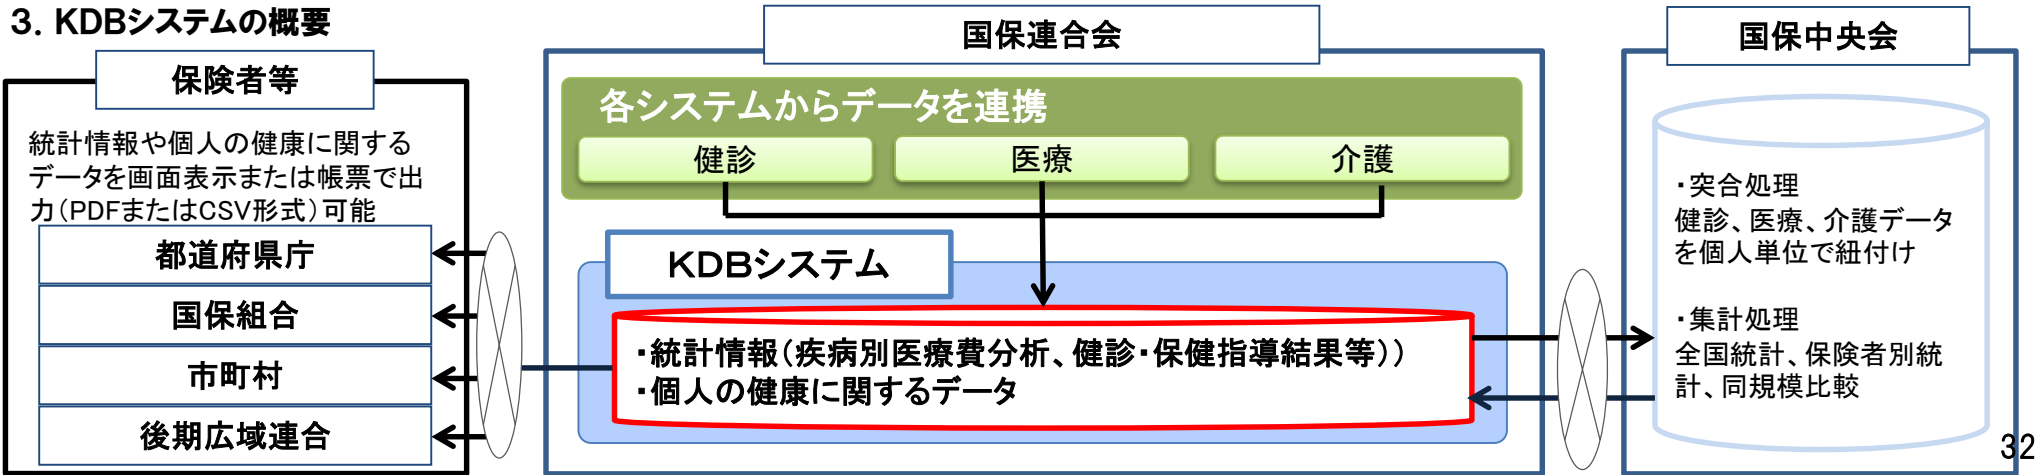 ３．KDBシステムの概要
保険者等
統計情報や個人の健康に関する
データを画面表示または帳票で出
力（PDFまたはCSV形式）可能
都道府県庁
国保組合
市町村
後期広域連合
国保連合会
各システムからデータを連携
健診
医療
介護
KDBシステム
・統計情報（疾病別医療費分析、健診・保健指導結果等））
・個人の健康に関するデータ
国保中央会
・突合処理
健診、医療、介護データ
を個人単位で紐付け
・集計処理
全国統計、保険者別統
計、同規模比較
32